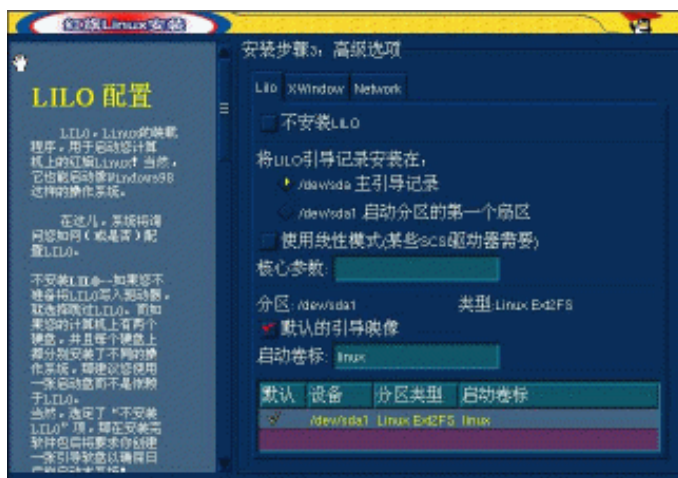 红旗Linux安装
LILO 配置
LILO,Linux的装载
程序,用于启动您计算
机上的红旗Linux!当然,
它也能启动像Windows98
这样的操作系统。
在这儿,系统将询
问您如何(或是否)配
置LILO。
不安装LILO--如果您不
准备将LILO写入驱动器,
就选择跳过LILO。而如
果您的计算机上有两个
硬盘,并且每个硬盘上
都分别安装了不同的操
作系统,那建议您使用
一张启动盘而不是依赖
于LILO。
当然,选定了“不安装
LILO”项,那在安装完
软件包后将要求你创建
一张引导软盘以确保日
安装步骤3:高级选项
Lilo XWindow Network
不安装LILO
将LILO引导记录安装在:
/dev/sda 主引导记录
/dev/sda1 启动分区的第一个扇区
使用线性模式(某些SCSI驱动器需要)
核心参数:
分区:/dev/sda1 类型:Linux Ext2FS
默认的引导映像
启动卷标: linux
默认 设备 分区类型 启动卷标
/dev/sda1 Linux Ext2FS linux